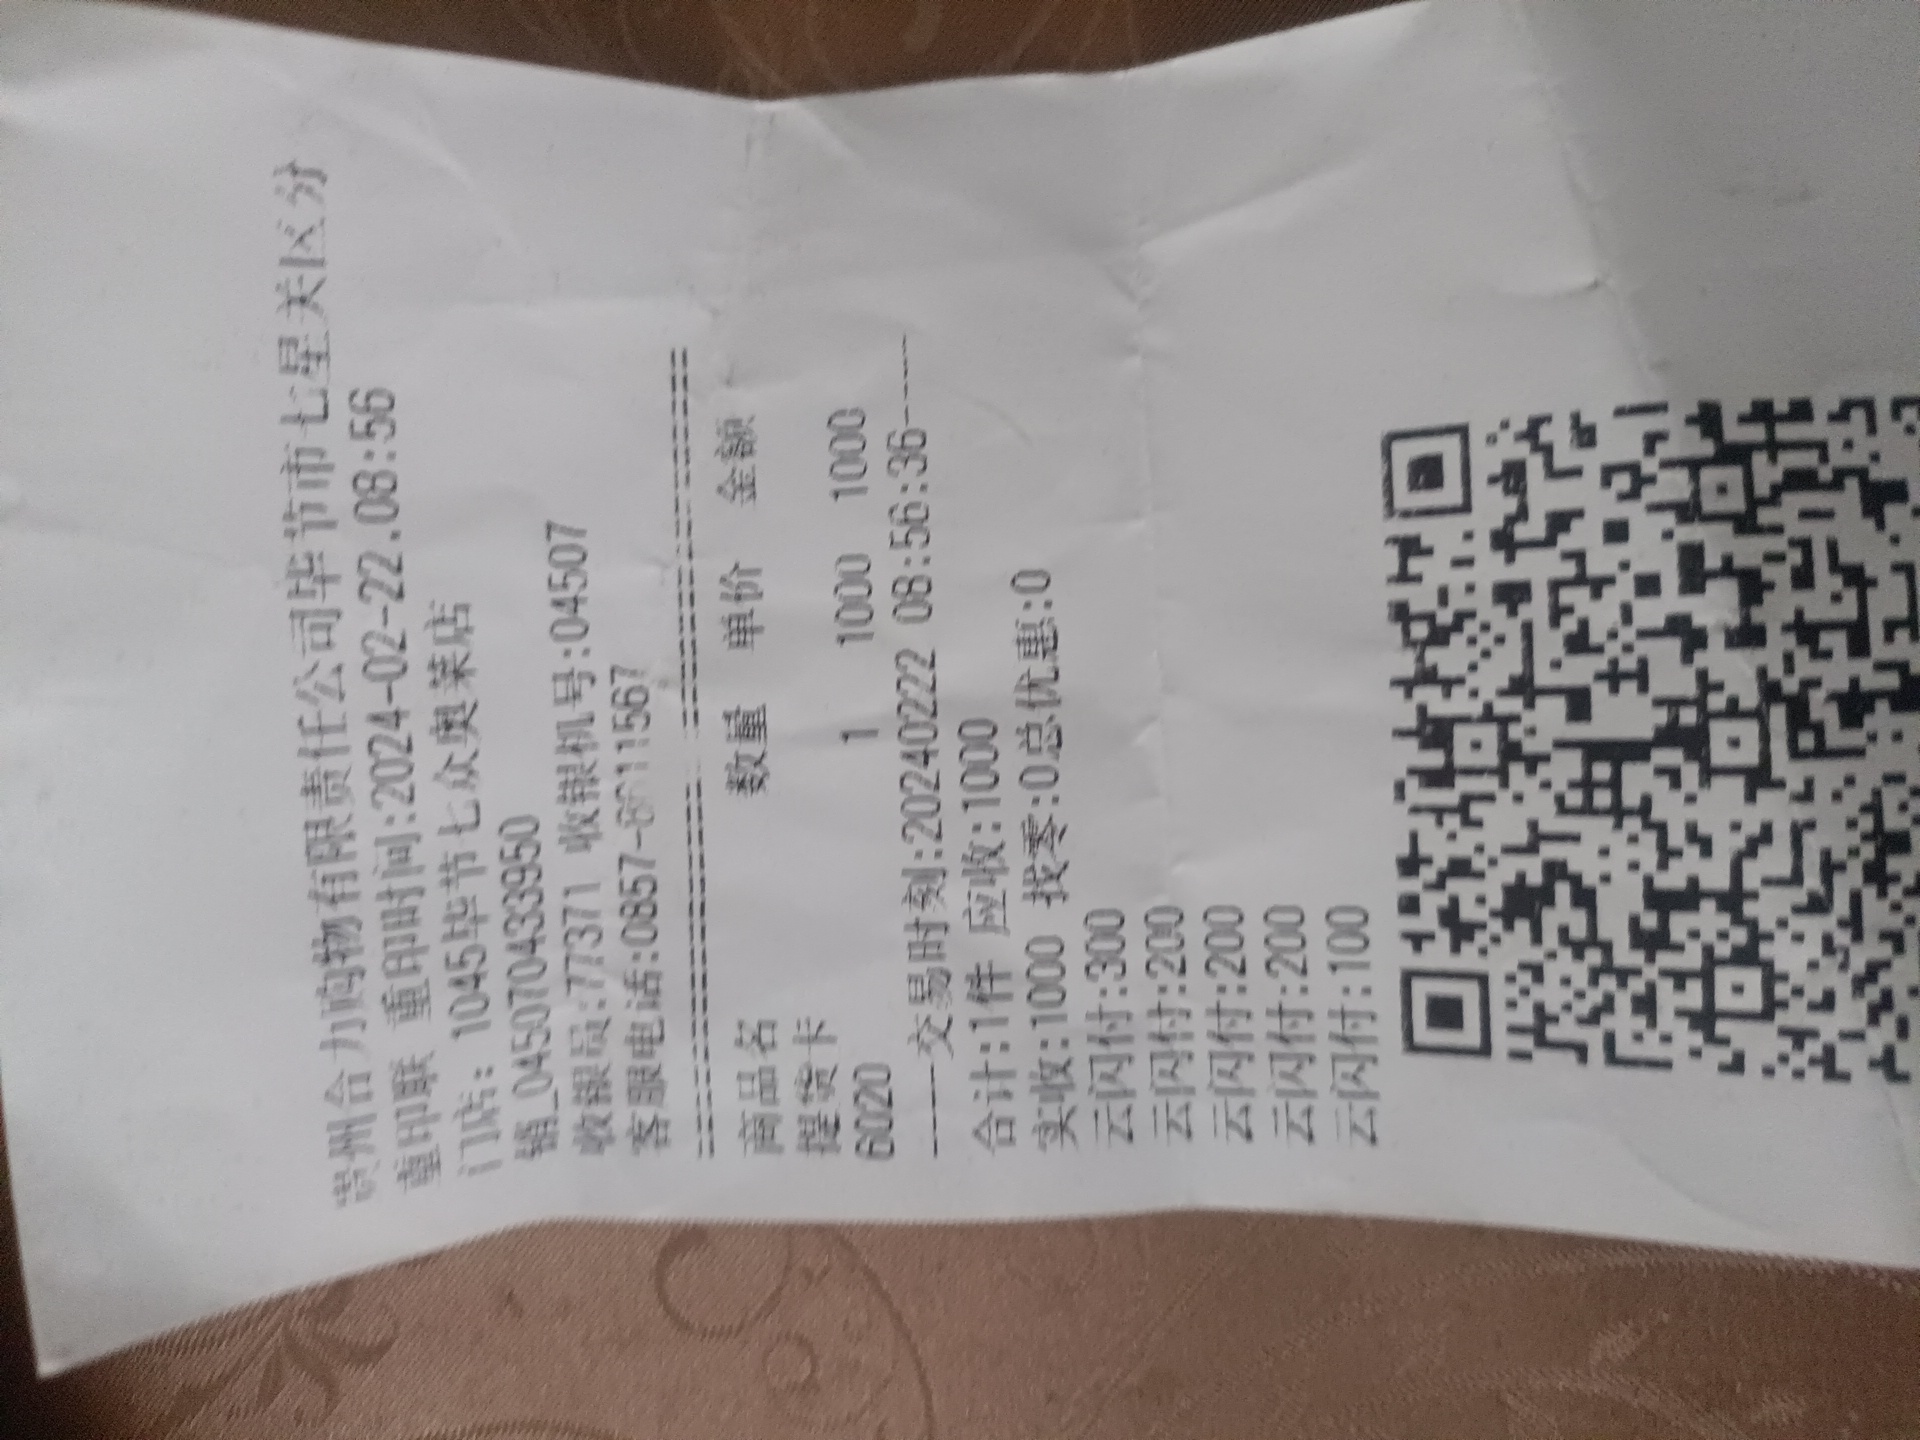 贵州合力购物有限责任公司毕节市七星关区分
重印联 重印时间:2024-02-22.08:56
门店: 1045毕节七众奥莱店
销_0450704339​50
收银员:77371 收银机号:04507
客服电话:0857-8611567
商品名 数量 单价 金额
提货卡
6020 1 1000 1000
-----交易时刻:20240222 08:56:36-----
合计:1件 应收:1000
实收:1000 找零:0总优惠:0
云闪付:300
云闪付:200
云闪付:200
云闪付:200
云闪付:100